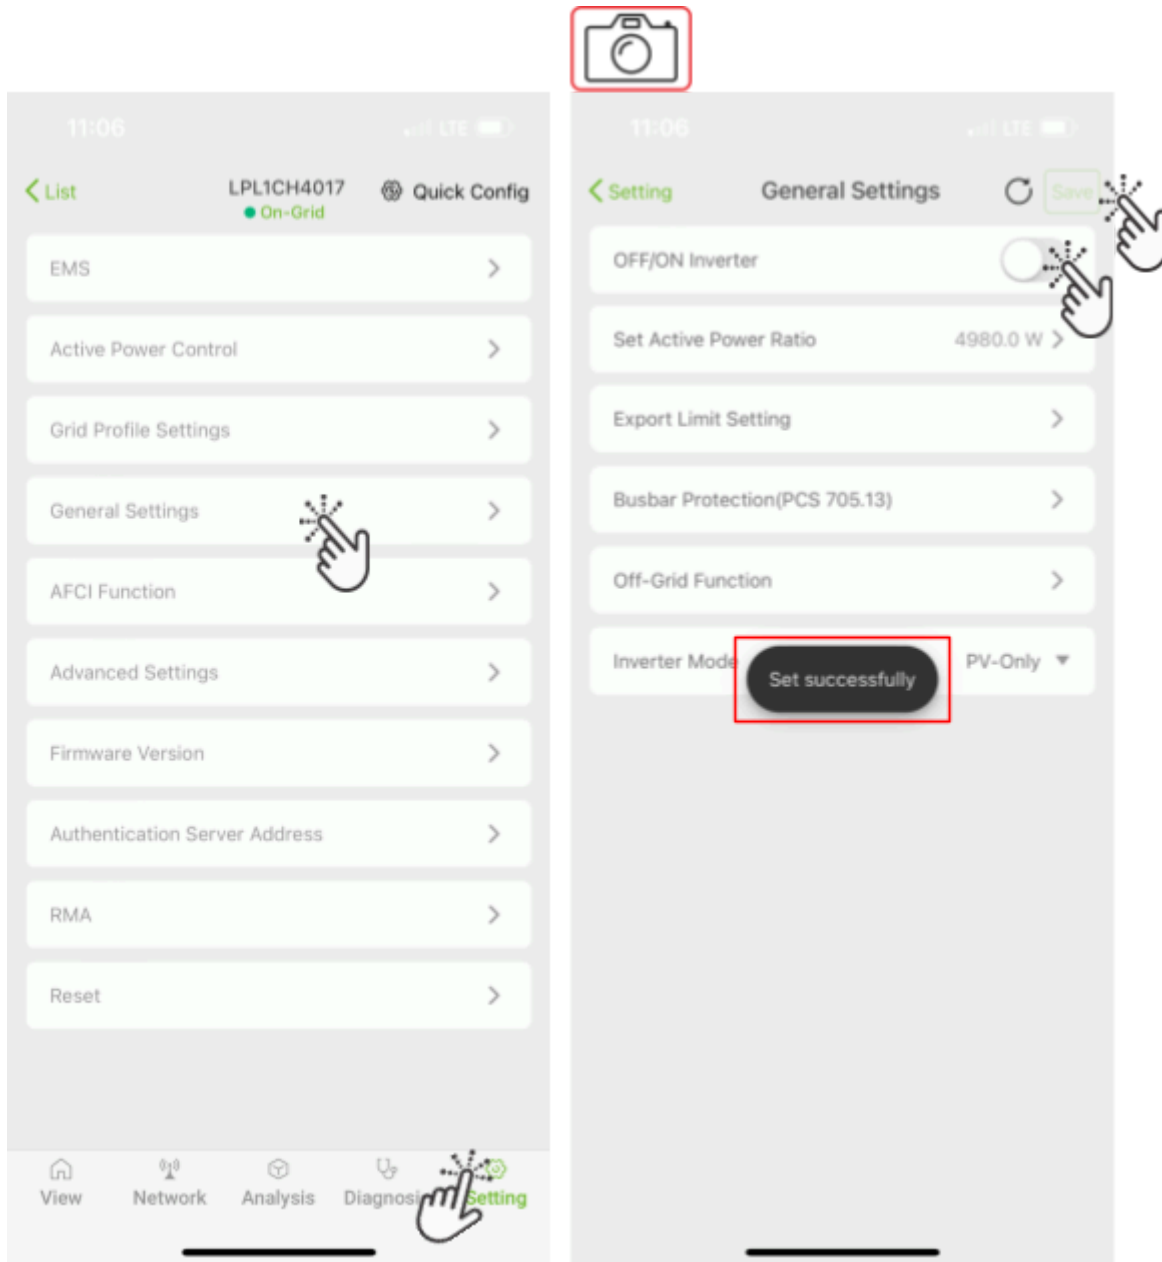 11:06
LTE
List
LPL1CH4017
Quick Config
On-Grid
EMS
Active Power Control
Grid Profile Settings
General Settings
AFCI Function
Advanced Settings
Firmware Version
Authentication Server Address
RMA
Reset
View
Network
Analysis
Setting
11:06
LTE
Setting
General Settings
Save
OFF/ON Inverter
Set Active Power Ratio
4980.0 W
Export Limit Setting
Busbar Protection(PCS 705.13)
Off-Grid Function
Inverter Mode
PV-Only
Set successfully